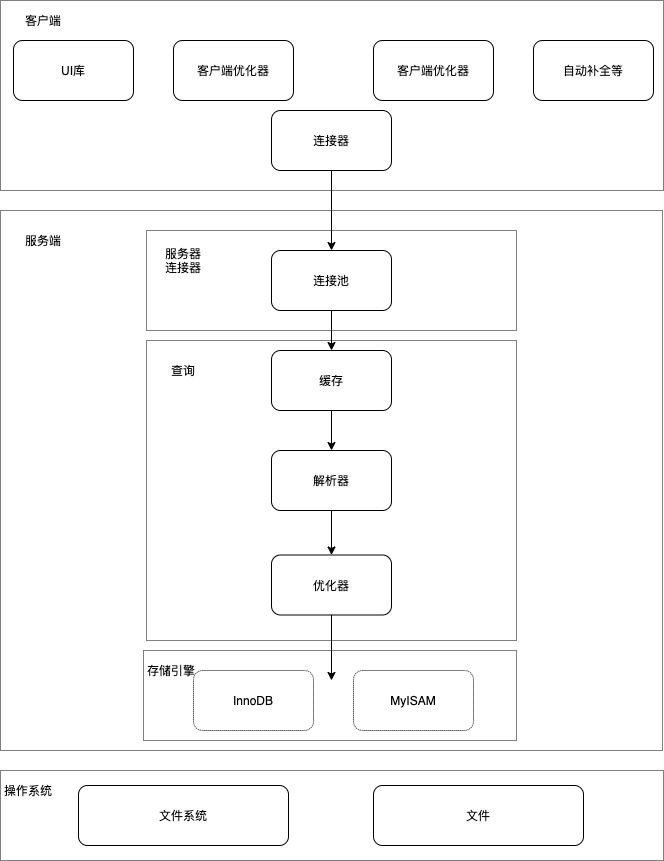 客户端
UI库
客户端优化器
客户端优化器
自动补全等
连接器
服务端
服务器
连接器
连接池
查询
缓存
解析器
优化器
存储引擎
InnoDB
MyISAM
操作系统
文件系统
文件